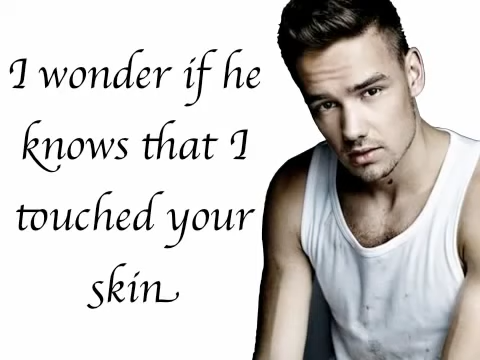 I wonder if he
knows that I
touched your
skin